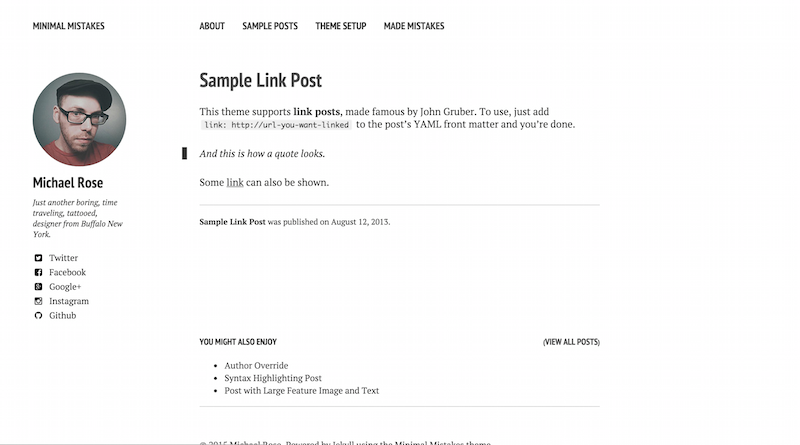 MINIMAL MISTAKES
ABOUT SAMPLE POSTS THEME SETUP MADE MISTAKES
Michael Rose
Just another boring, time
traveling, tattooed,
designer from Buffalo New
York.
Twitter
Facebook
Google+
Instagram
Github
Sample Link Post
This theme supports link posts, made famous by John Gruber. To use, just add
link: http://url-you-want-linked to the post's YAML front matter and you're done.
And this is how a quote looks.
Some link can also be shown.
Sample Link Post was published on August 12, 2013.
YOU MIGHT ALSO ENJOY (VIEW ALL POSTS)
• Author Override
• Syntax Highlighting Post
• Post with Large Feature Image and Text
© 2015 Michael Rose. Powered by Jekyll using the Minimal Mistakes theme.